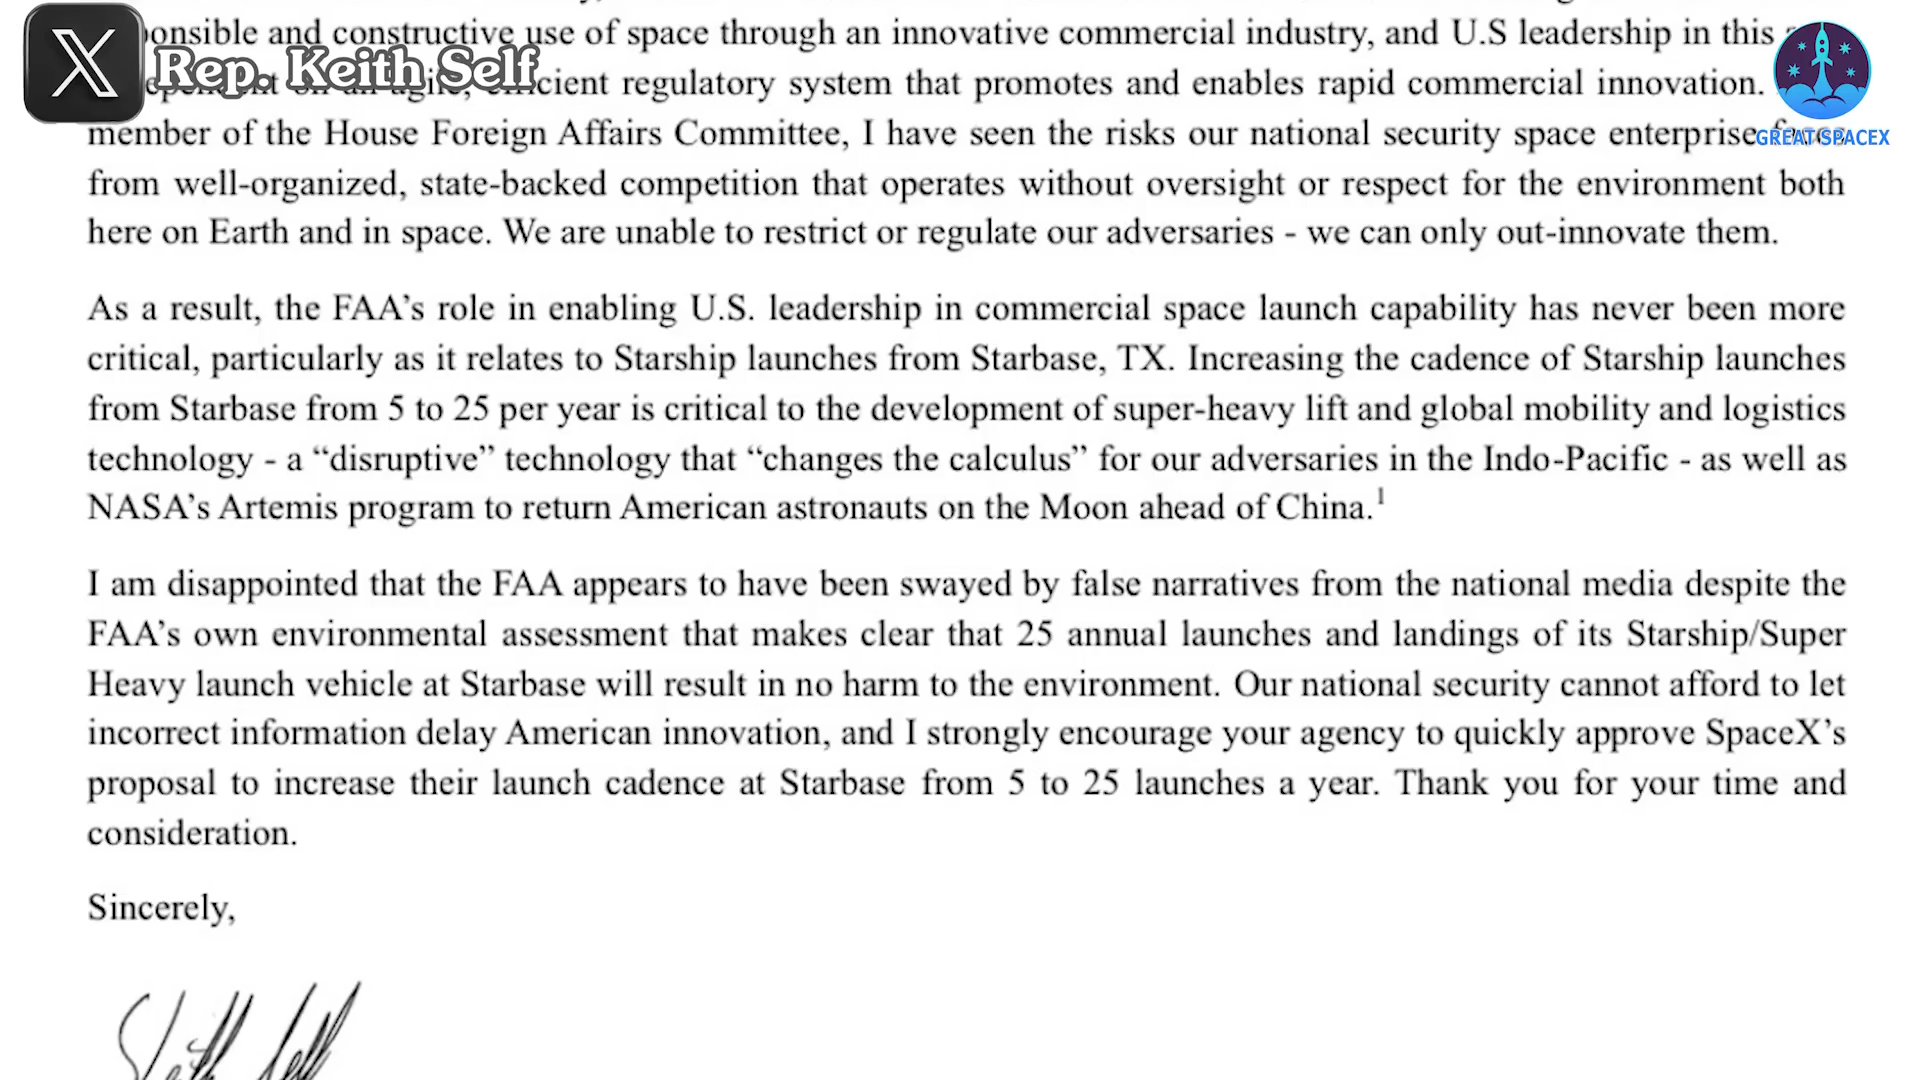 Rep. Keith Self
GREAT SPACEX
constructive use of space through an innovative commercial industry, and U.S leadership in this
regulatory system that promotes and enables rapid commercial innovation.
member of the House Foreign Affairs Committee, I have seen the risks our national security space enterprise
from well-organized, state-backed competition that operates without oversight or respect for the environment both
here on Earth and in space. We are unable to restrict or regulate our adversaries - we can only out-innovate them.
As a result, the FAA’s role in enabling U.S. leadership in commercial space launch capability has never been more
critical, particularly as it relates to Starship launches from Starbase, TX. Increasing the cadence of Starship launches
from Starbase from 5 to 25 per year is critical to the development of super-heavy lift and global mobility and logistics
technology - a “disruptive” technology that “changes the calculus” for our adversaries in the Indo-Pacific - as well as
NASA’s Artemis program to return American astronauts on the Moon ahead of China.¹
I am disappointed that the FAA appears to have been swayed by false narratives from the national media despite the
FAA’s own environmental assessment that makes clear that 25 annual launches and landings of its Starship/Super
Heavy launch vehicle at Starbase will result in no harm to the environment. Our national security cannot afford to let
incorrect information delay American innovation, and I strongly encourage your agency to quickly approve SpaceX’s
proposal to increase their launch cadence at Starbase from 5 to 25 launches a year. Thank you for your time and
consideration.
Sincerely,